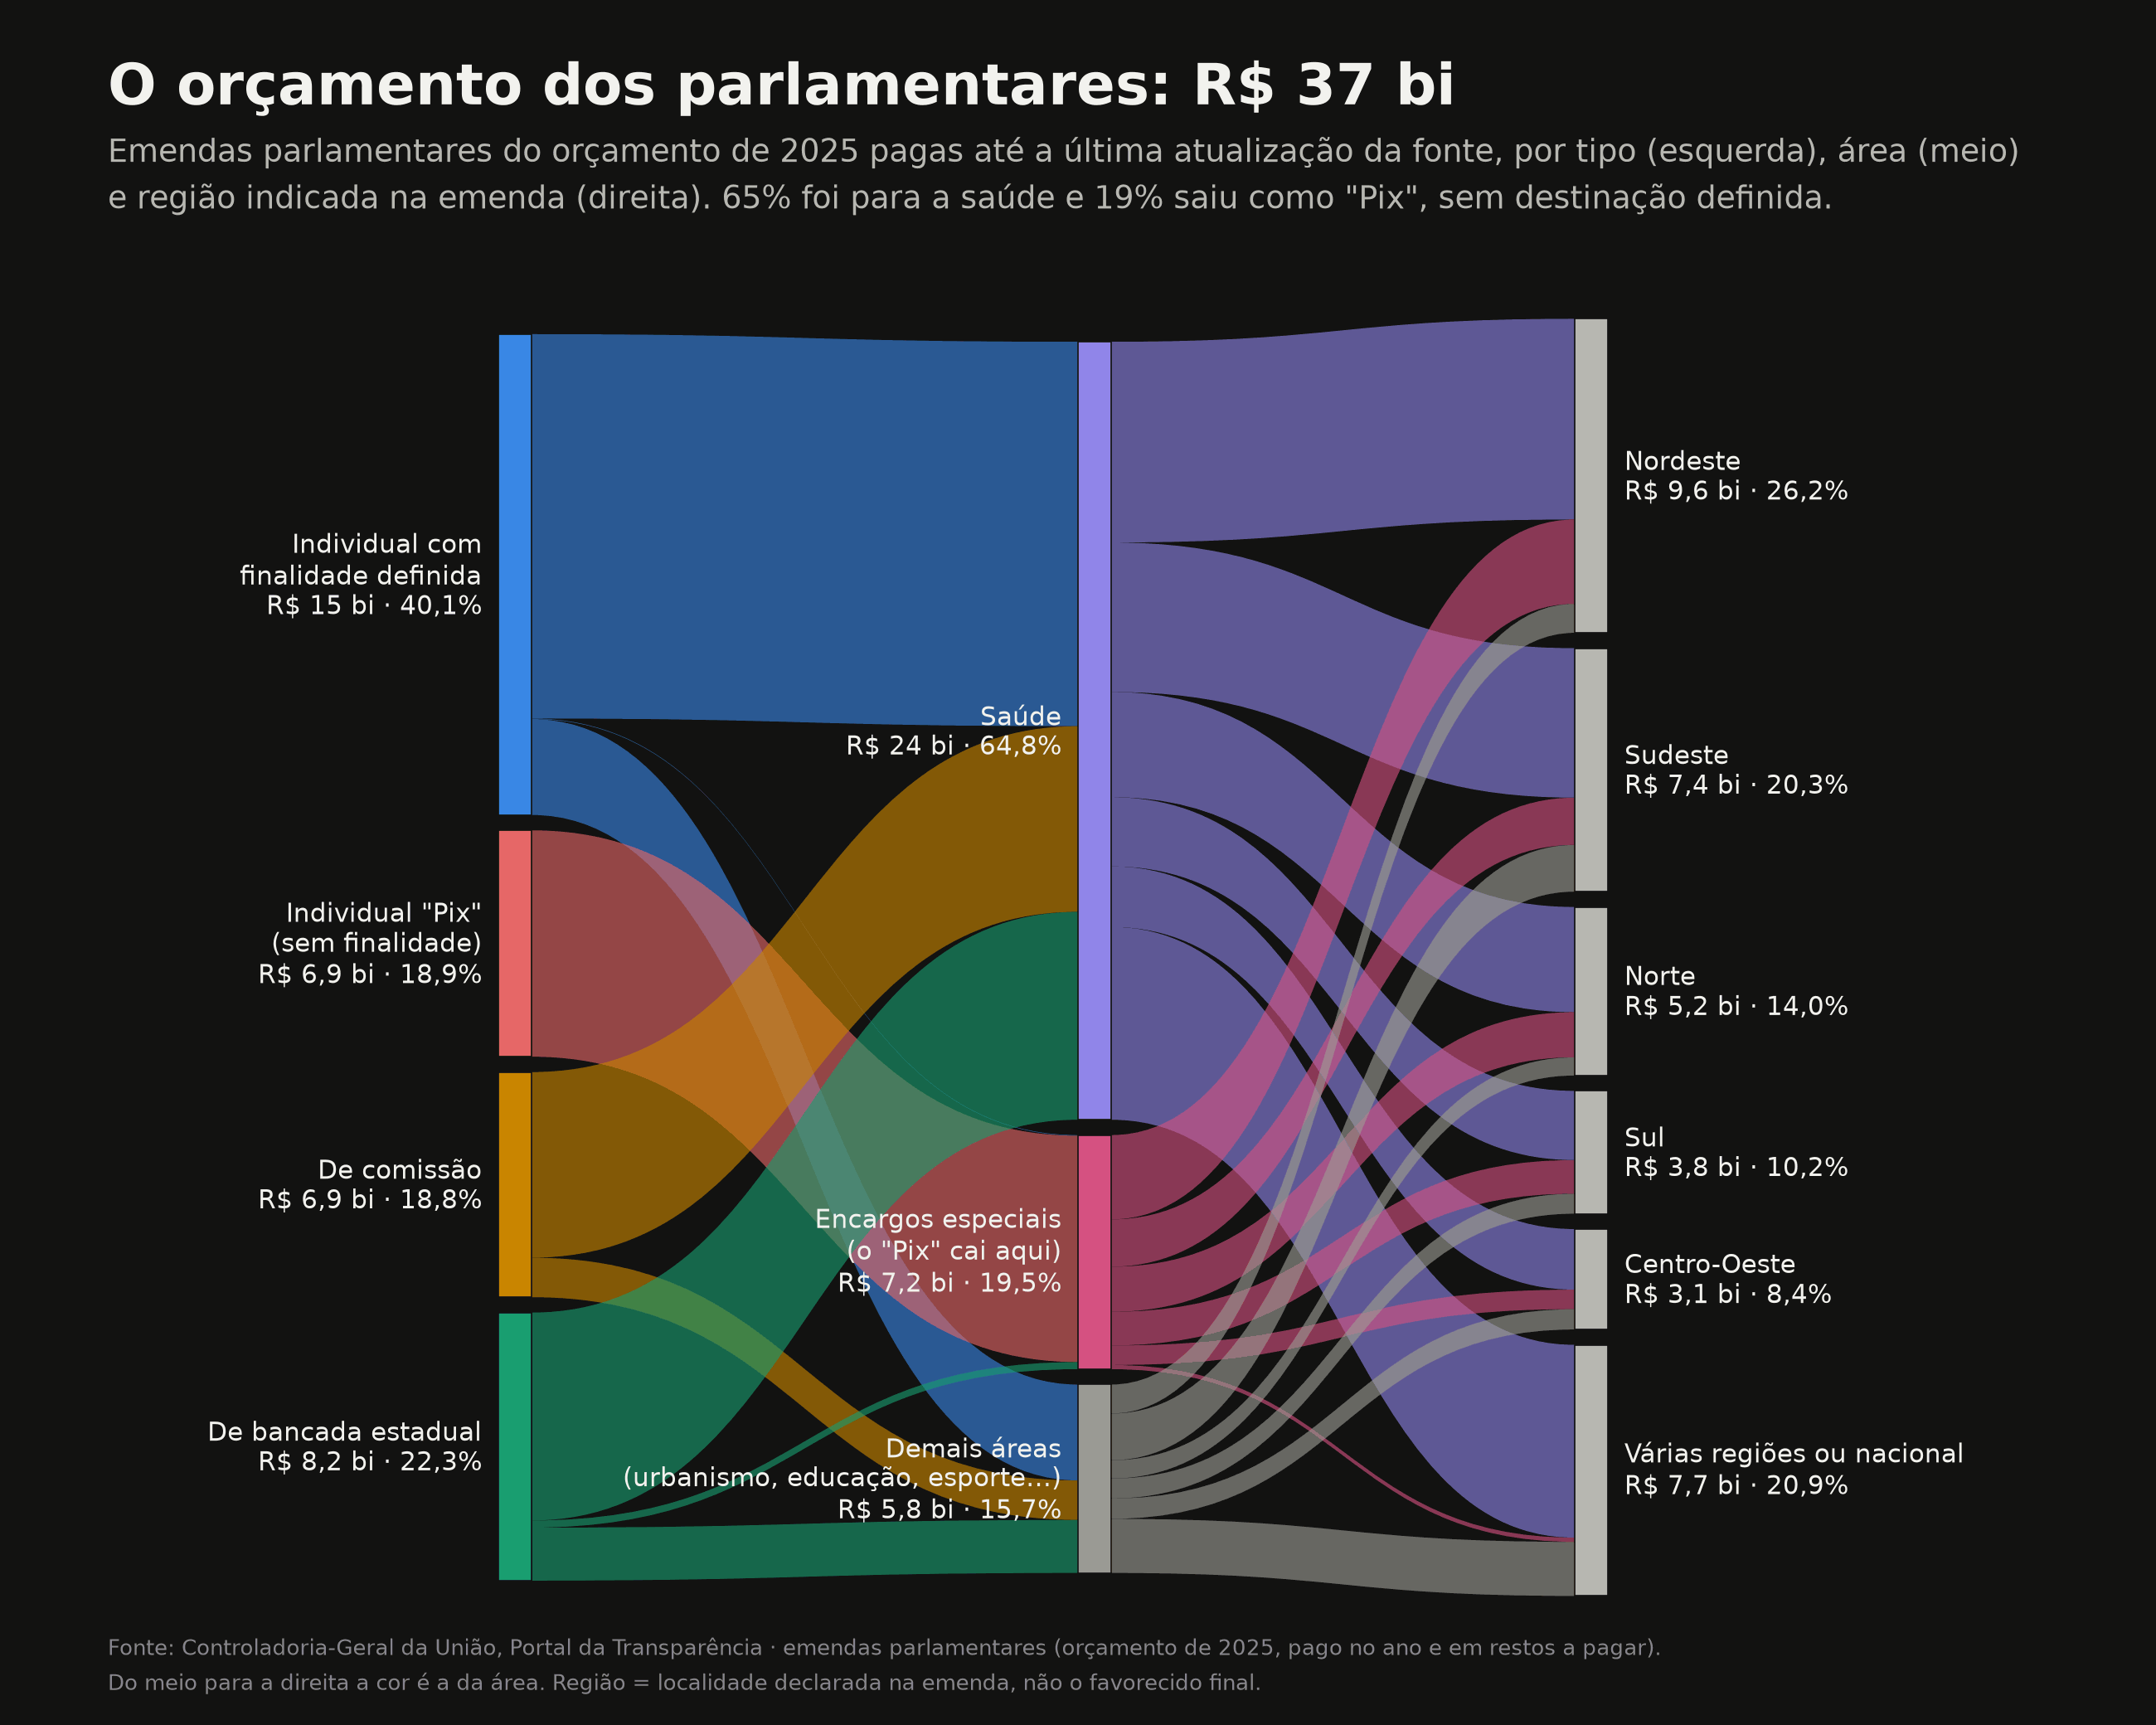 O orçamento dos parlamentares: R$ 37 bi
Emendas parlamentares do orçamento de 2025 pagas até a última atualização da fonte, por tipo (esquerda), área (meio)
e região indicada na emenda (direita). 65% foi para a saúde e 19% saiu como "Pix", sem destinação definida.
Individual com
finalidade definida
R$ 15 bi · 40,1%
Individual "Pix"
(sem finalidade)
R$ 6,9 bi · 18,9%
De comissão
R$ 6,9 bi · 18,8%
De bancada estadual
R$ 8,2 bi · 22,3%
Saúde
R$ 24 bi · 64,8%
Encargos especiais
(o "Pix" cai aqui)
R$ 7,2 bi · 19,5%
Demais áreas
(urbanismo, educação, esporte...)
R$ 5,8 bi · 15,7%
Nordeste
R$ 9,6 bi · 26,2%
Sudeste
R$ 7,4 bi · 20,3%
Norte
R$ 5,2 bi · 14,0%
Sul
R$ 3,8 bi · 10,2%
Centro-Oeste
R$ 3,1 bi · 8,4%
Várias regiões ou nacional
R$ 7,7 bi · 20,9%
Fonte: Controladoria-Geral da União, Portal da Transparência · emendas parlamentares (orçamento de 2025, pago no ano e em restos a pagar).
Do meio para a direita a cor é a da área. Região = localidade declarada na emenda, não o favorecido final.